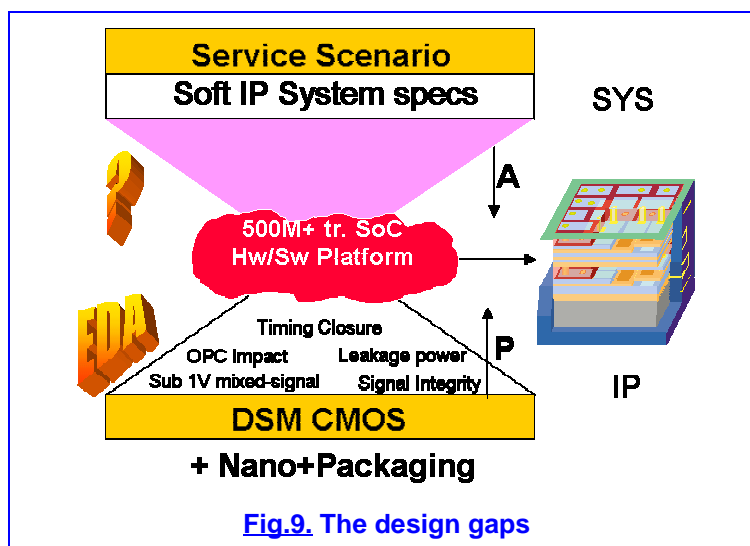 Service Scenario
Soft IP System specs
SYS
?
A
500M+ tr. SoC
Hw/Sw Platform
EDA
Timing Closure
OPC Impact
Leakage power
P
Sub 1V mixed-signal
Signal Integrity
IP
DSM CMOS
+ Nano+Packaging
Fig.9. The design gaps